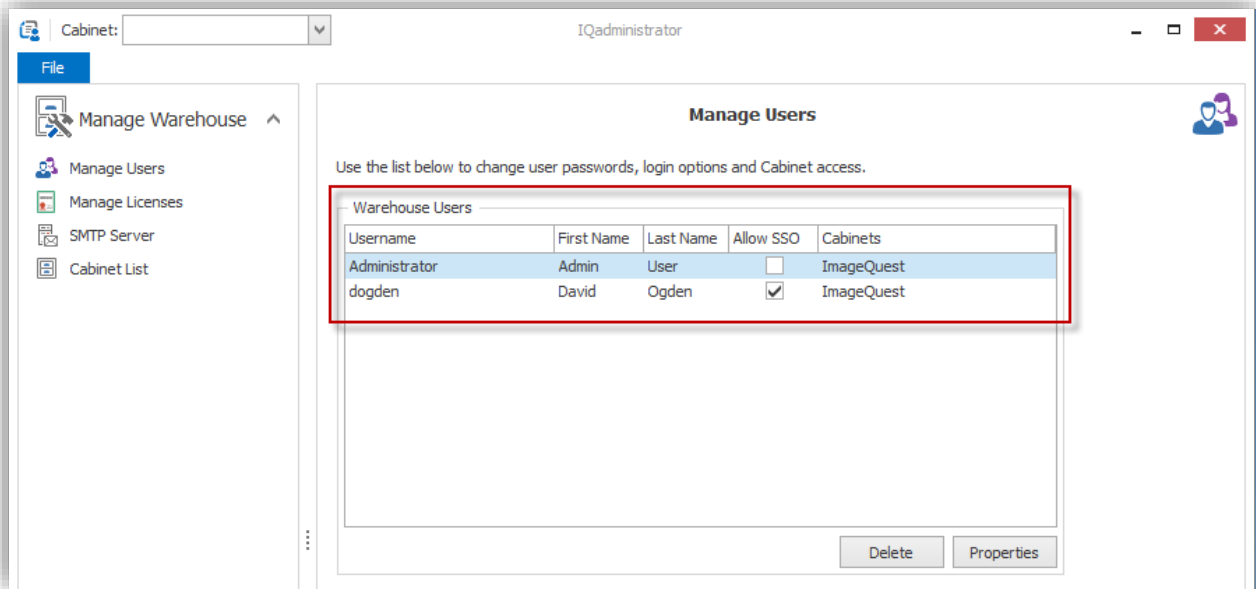 Cabinet: IQadministrator
File
Manage Warehouse
Manage Users
Manage Licenses
SMTP Server
Cabinet List
Manage Users
Use the list below to change user passwords, login options and Cabinet access.
Warehouse Users
Username First Name Last Name Allow SSO Cabinets
Administrator Admin User ImageQuest
dogden David Ogden ImageQuest
Delete Properties